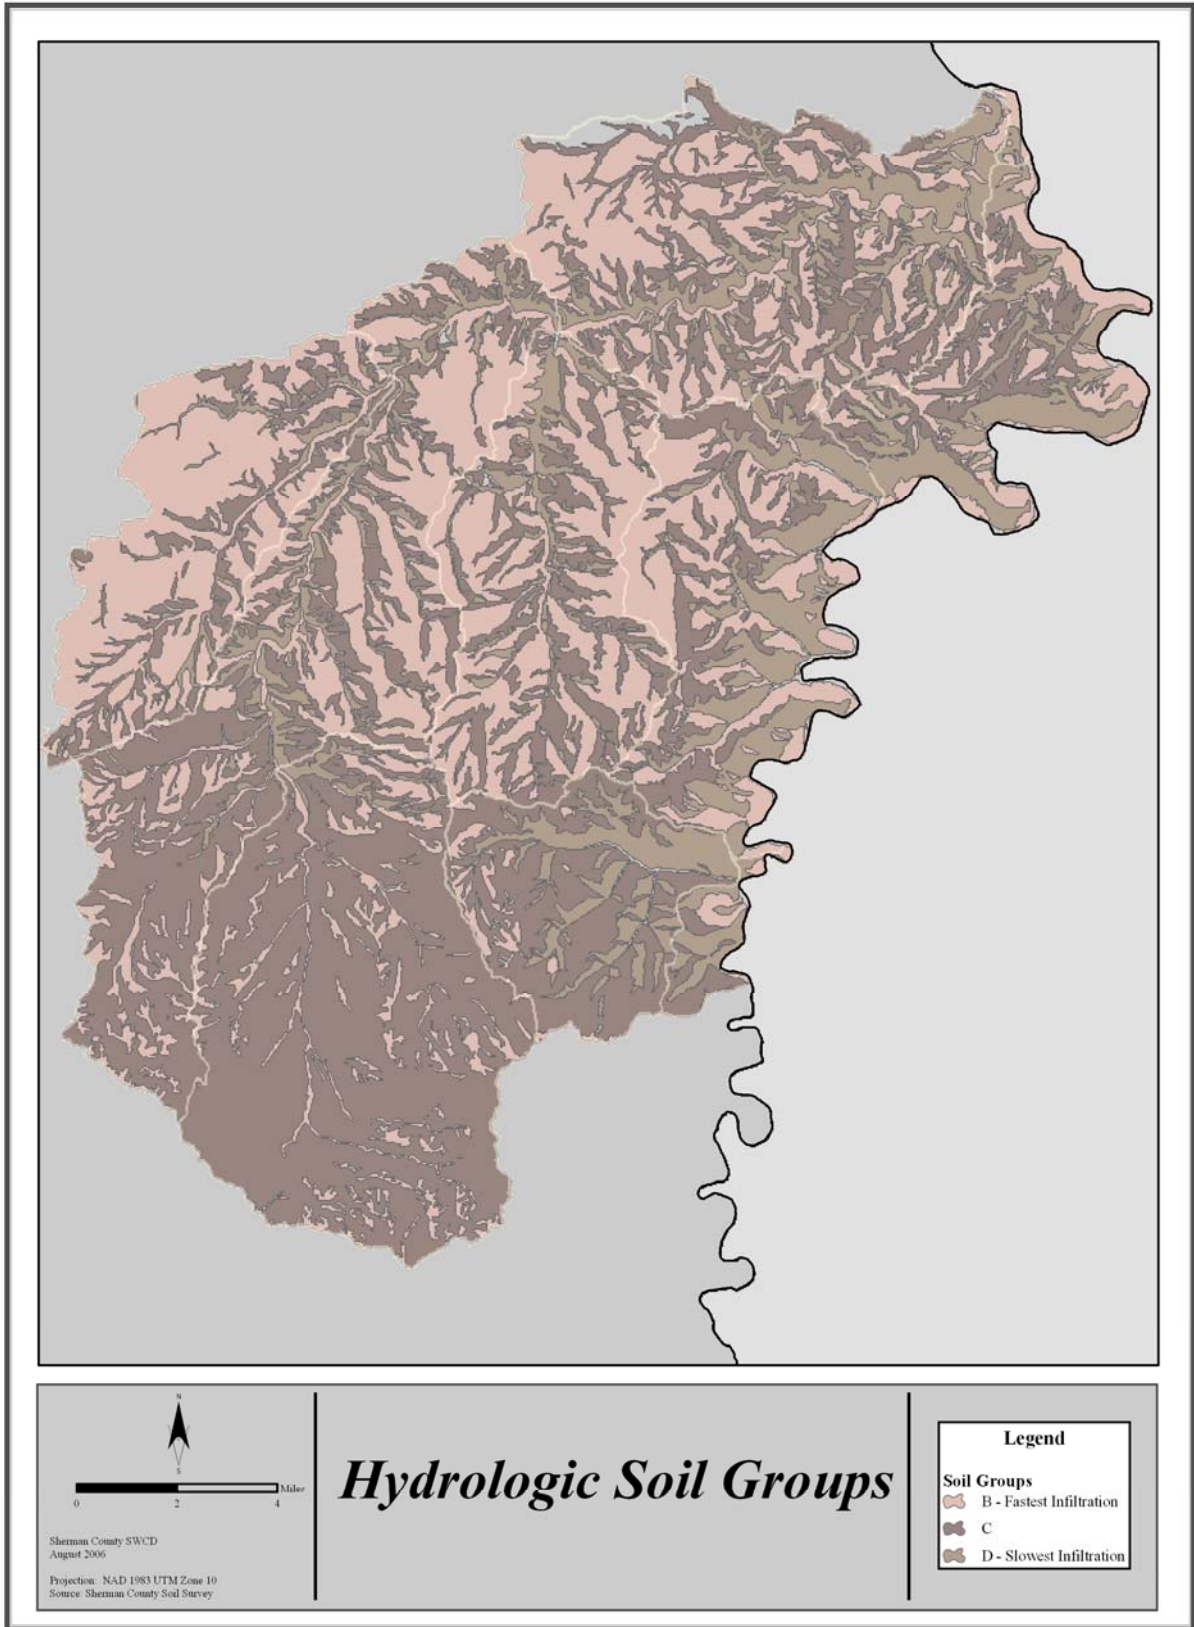 N
S
0 2 4 Miles
Sherman County SWCD
August 2006
Projection: NAD 1983 UTM Zone 10
Source: Sherman County Soil Survey
Hydrologic Soil Groups
Legend
Soil Groups
B - Fastest Infiltration
C
D - Slowest Infiltration